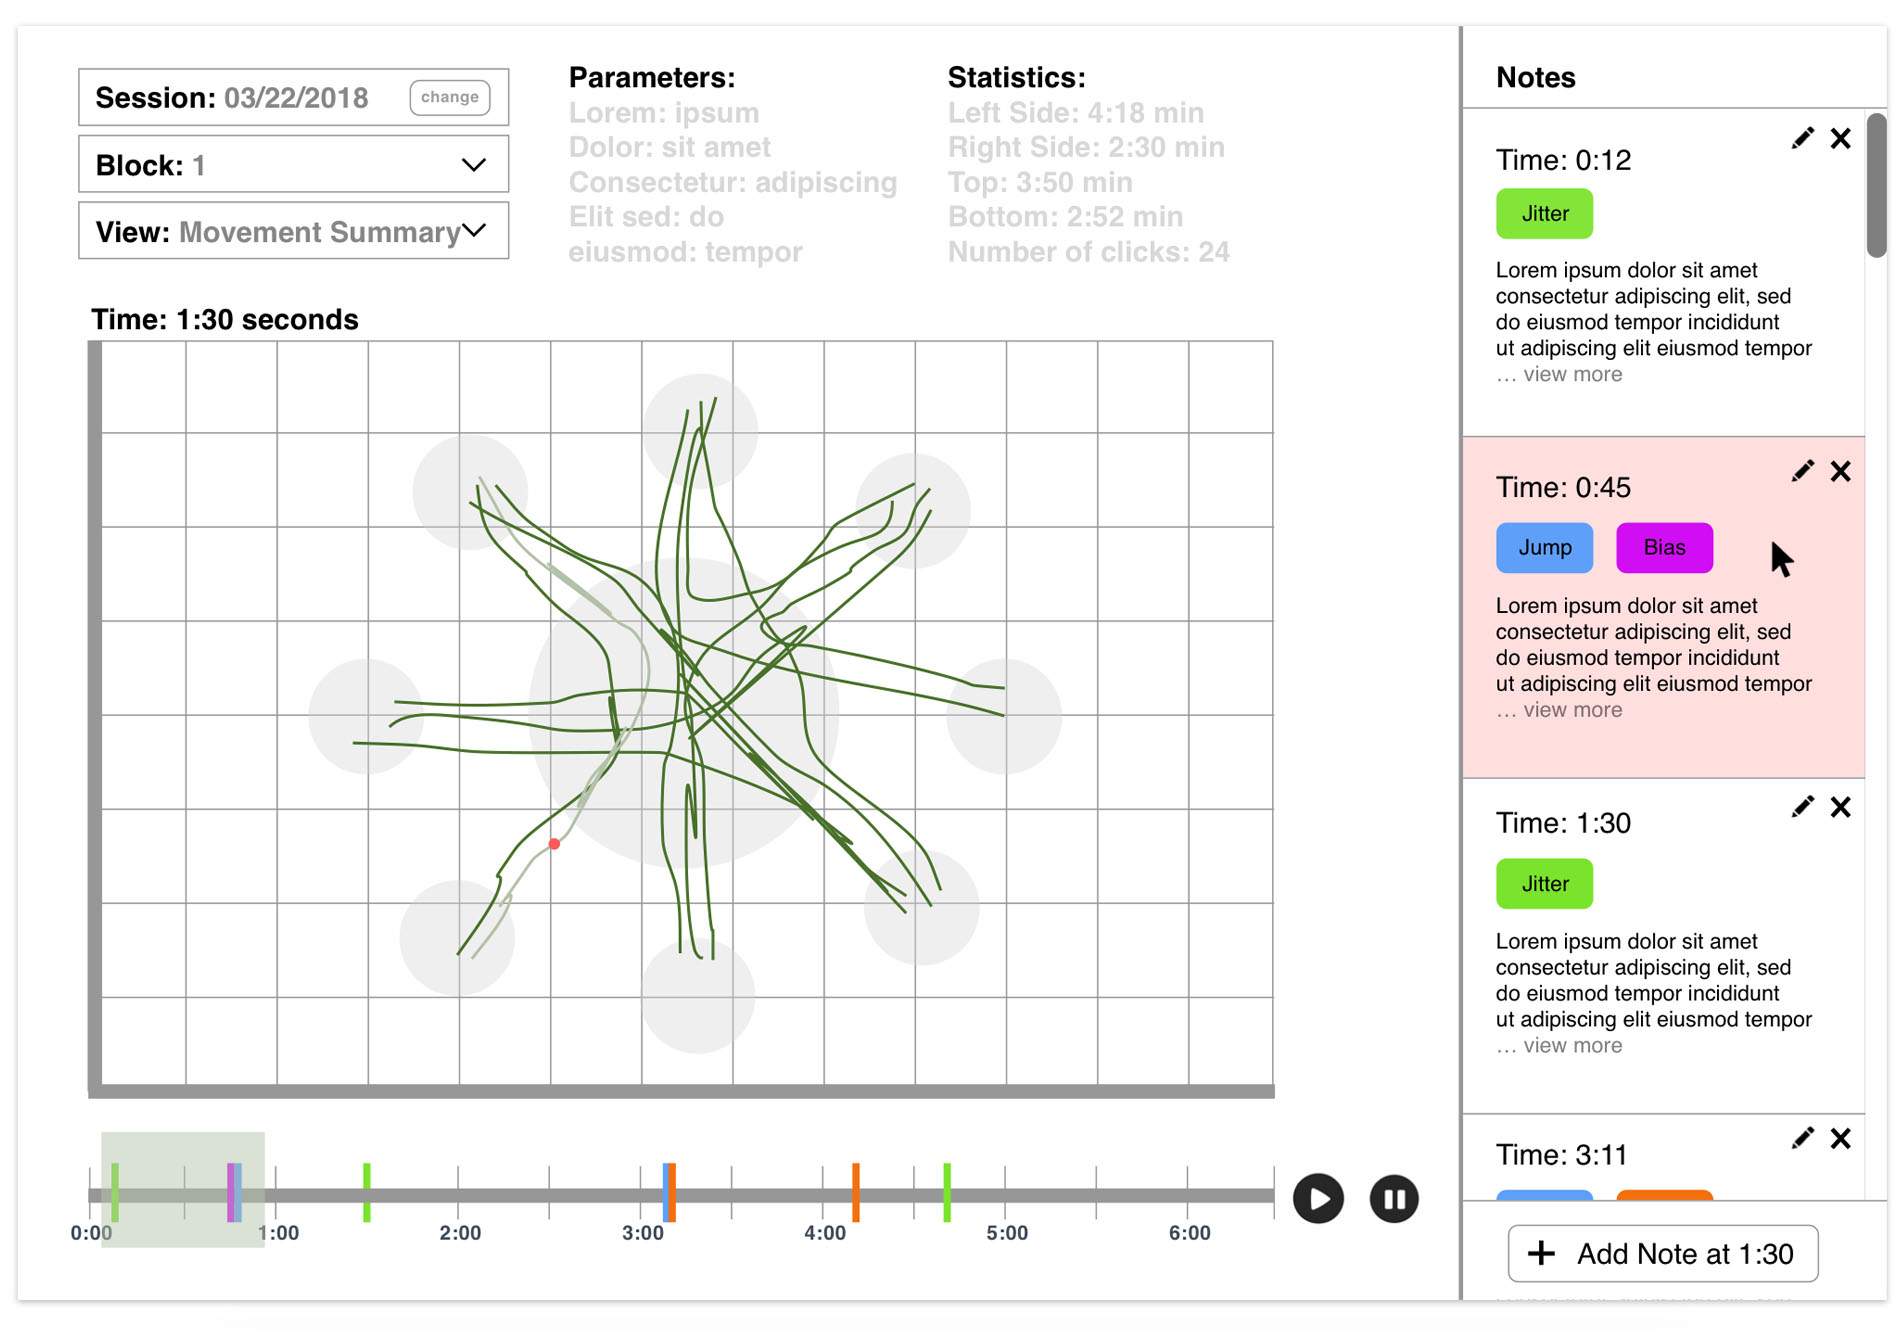 Session: 03/22/2018
change
Block: 1
View: Movement Summary
Parameters:
Lorem: ipsum
Dolor: sit amet
Consectetur: adipiscing
Elit sed: do
eiusmod: tempor
Statistics:
Left Side: 4:18 min
Right Side: 2:30 min
Top: 3:50 min
Bottom: 2:52 min
Number of clicks: 24
Time: 1:30 seconds
0:00
1:00
2:00
3:00
4:00
5:00
6:00
Notes
Time: 0:12
Jitter
Lorem ipsum dolor sit amet
consectetur adipiscing elit, sed
do eiusmod tempor incididunt
ut adipiscing elit eiusmod tempor
… view more
Time: 0:45
Jump
Bias
Lorem ipsum dolor sit amet
consectetur adipiscing elit, sed
do eiusmod tempor incididunt
ut adipiscing elit eiusmod tempor
… view more
Time: 1:30
Jitter
Lorem ipsum dolor sit amet
consectetur adipiscing elit, sed
do eiusmod tempor incididunt
ut adipiscing elit eiusmod tempor
… view more
Time: 3:11
Add Note at 1:30